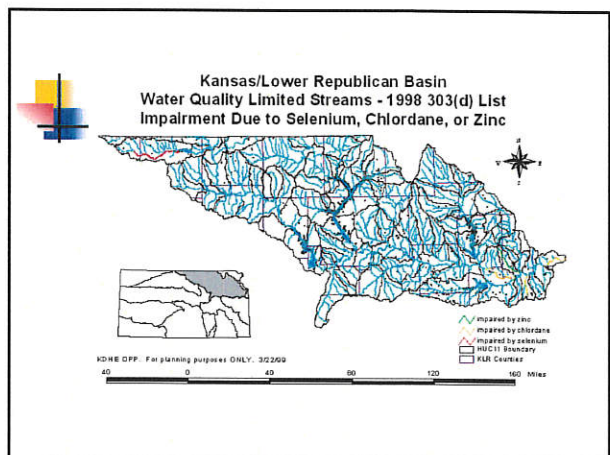 Kansas/Lower Republican Basin
Water Quality Limited Streams - 1998 303(d) List
Impairment Due to Selenium, Chlordane, or Zinc
N
W
E
S
impaired by zinc
impaired by chlordane
impaired by selenium
HUC11 Boundary
KLR Counties
KDHE OPP. For planning purposes ONLY. 3/22/99
40 0 40 80 120 160 Miles